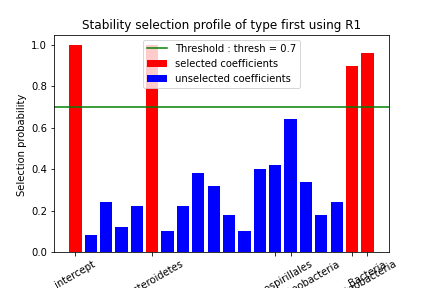 Stability selection profile of type first using R1
Threshold : thresh = 0.7
selected coefficients
unselected coefficients
Selection probability
1.0
0.8
0.6
0.4
0.2
0.0
intercept
Bacteria